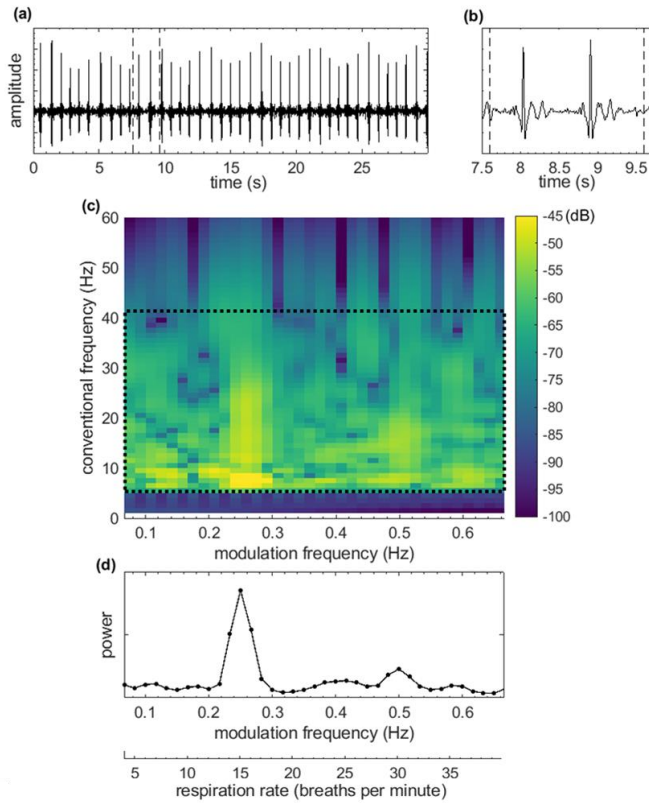 (a)
(b)
amplitude
0 5 10 15 20 25
time (s)
7.5 8 8.5 9 9.5
time (s)
(c)
60
50
40
30
20
10
0
conventional frequency (Hz)
-45 (dB)
-50
-55
-60
-65
-70
-75
-80
-85
-90
-95
-100
0.1 0.2 0.3 0.4 0.5 0.6
modulation frequency (Hz)
(d)
power
0.1 0.2 0.3 0.4 0.5 0.6
modulation frequency (Hz)
5 10 15 20 25 30 35
respiration rate (breaths per minute)